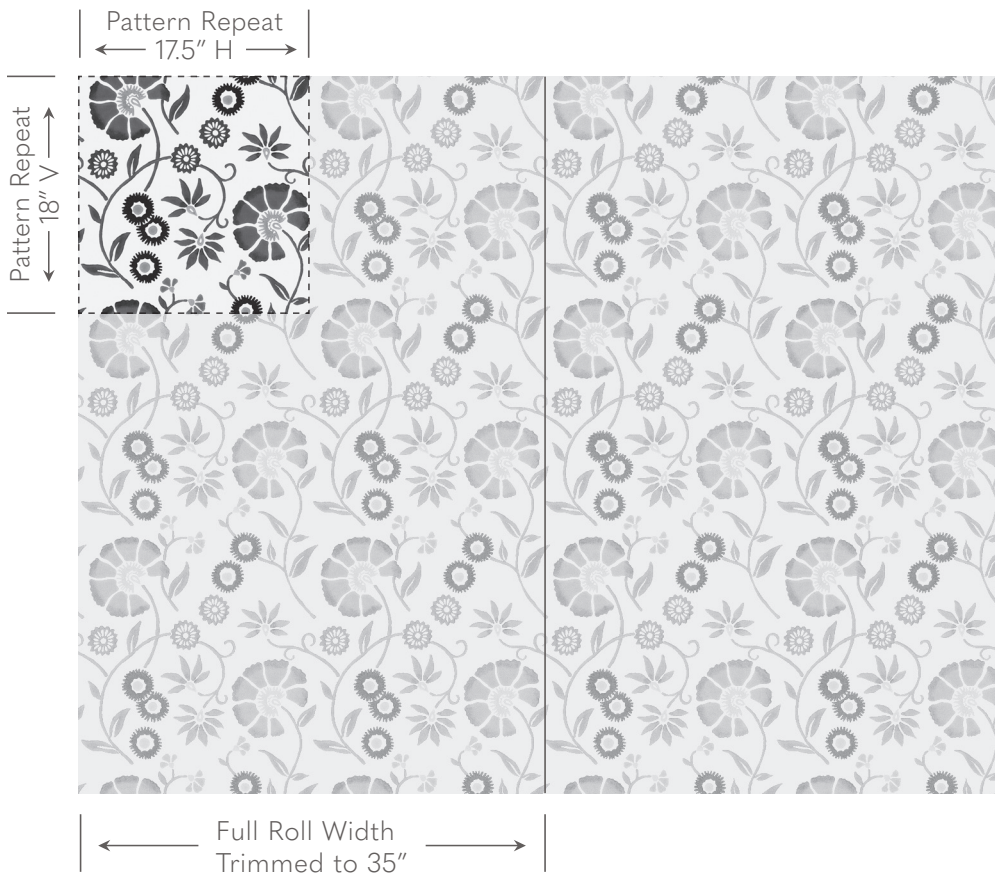 Pattern Repeat
17.5” H
Pattern Repeat
18” V
Full Roll Width
Trimmed to 35”